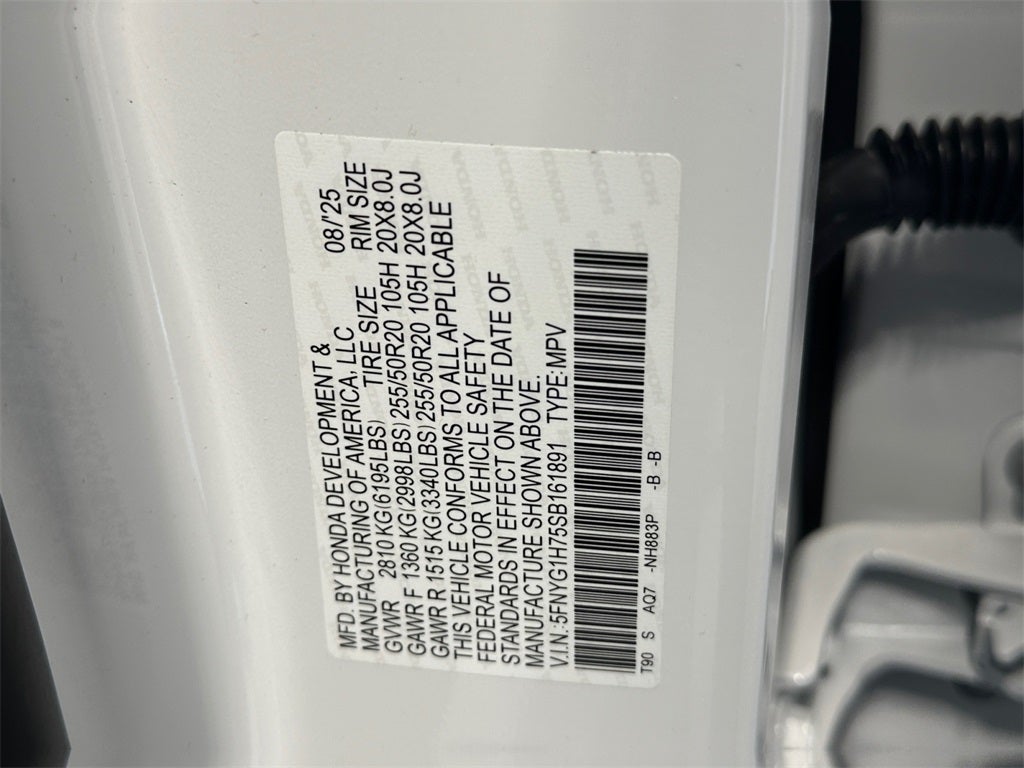 MFD. BY HONDA DEVELOPMENT &
MANUFACTURING OF AMERICA, LLC 08/'25
GVWR 2810 KG(6195LBS) TIRE SIZE RIM SIZE
GAWR F 1360 KG(2998LBS) 255/50R20 105H 20X8.0J
GAWR R 1515 KG(3340LBS) 255/50R20 105H 20X8.0J
THIS VEHICLE CONFORMS TO ALL APPLICABLE
FEDERAL MOTOR VEHICLE SAFETY
STANDARDS IN EFFECT ON THE DATE OF
MANUFACTURE SHOWN ABOVE.
V.I.N.:5FNYG1H75SB161891 TYPE:MPV
T90 S AQ7 -NH883P -B -B